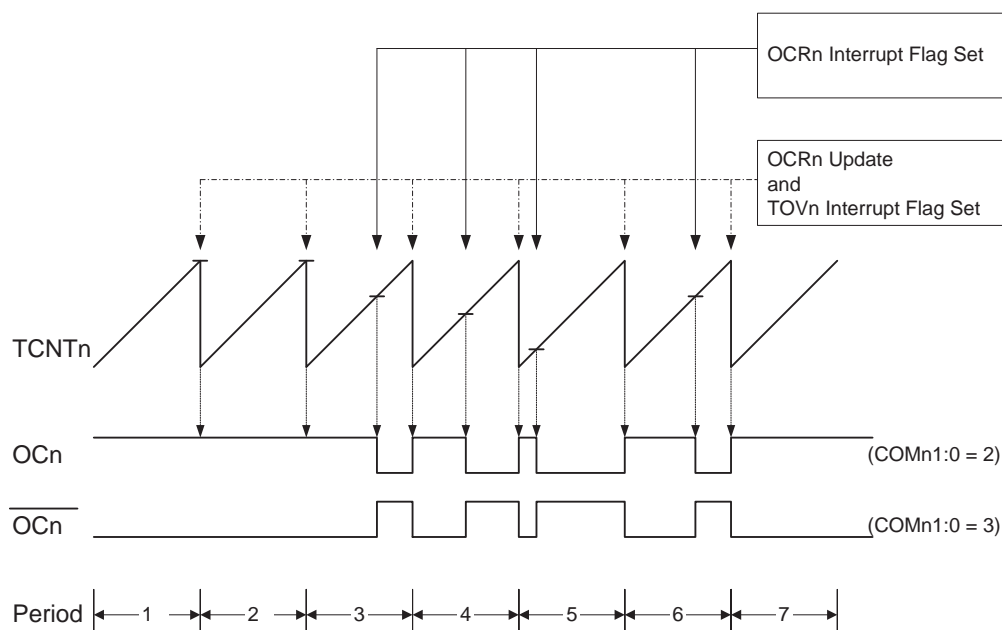 OCRn Interrupt Flag Set
OCRn Update
and
TOVn Interrupt Flag Set
TCNTn
OCn
(COMn1:0 = 2)
OCn
(COMn1:0 = 3)
Period
1
2
3
4
5
6
7